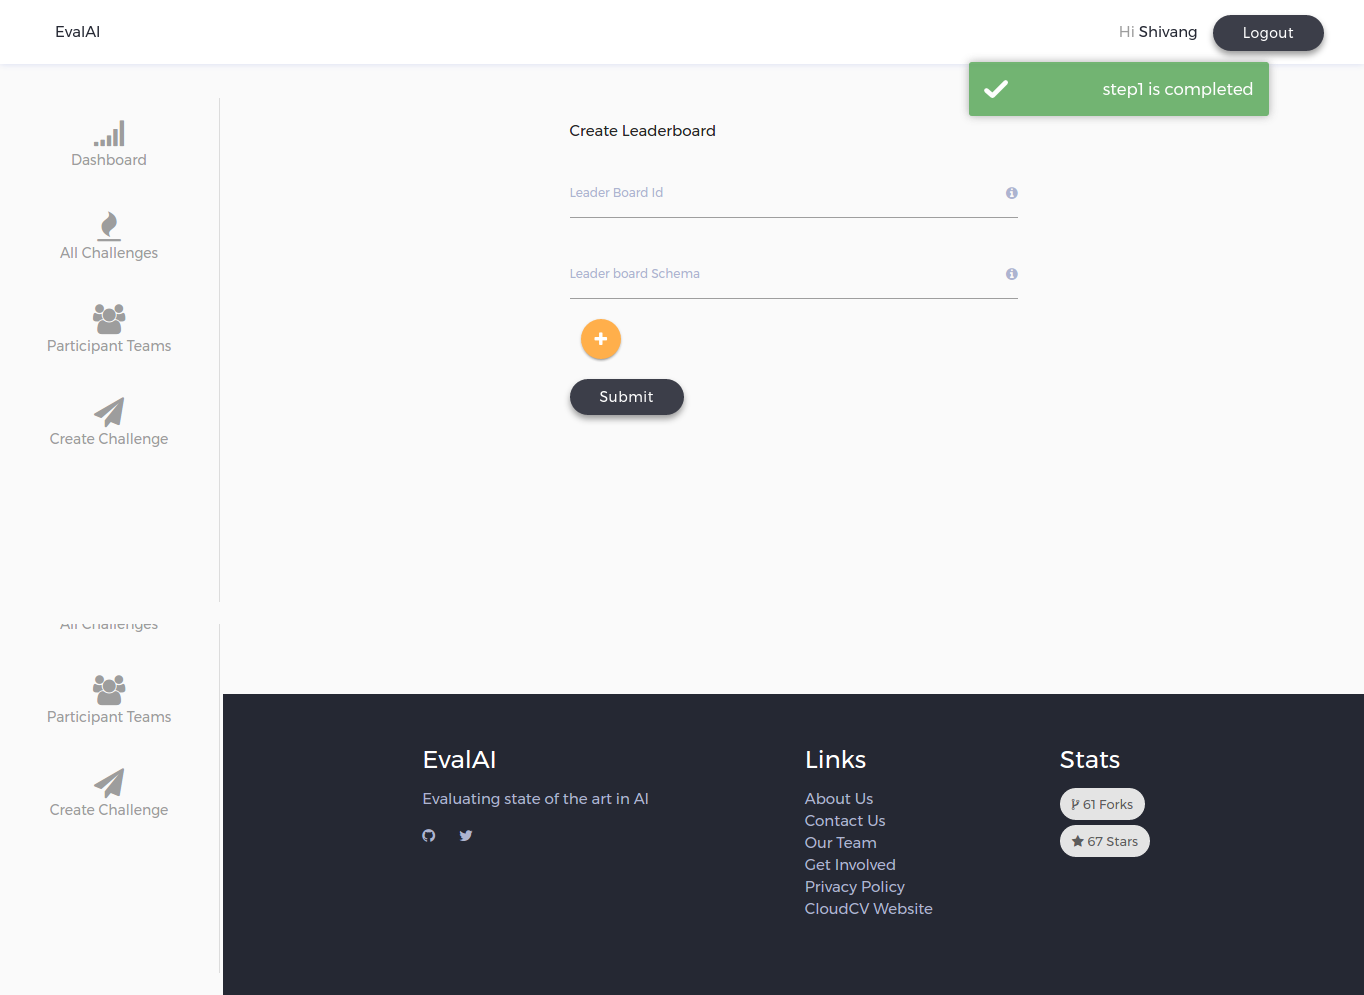 EvalAI
Hi Shivang
Logout
step1 is completed
Dashboard
All Challenges
Participant Teams
Create Challenge
Create Leaderboard
Leader Board Id
Leader board Schema
Submit
All Challenges
Participant Teams
Create Challenge
EvalAI
Evaluating state of the art in AI
Links
About Us
Contact Us
Our Team
Get Involved
Privacy Policy
CloudCV Website
Stats
61 Forks
67 Stars